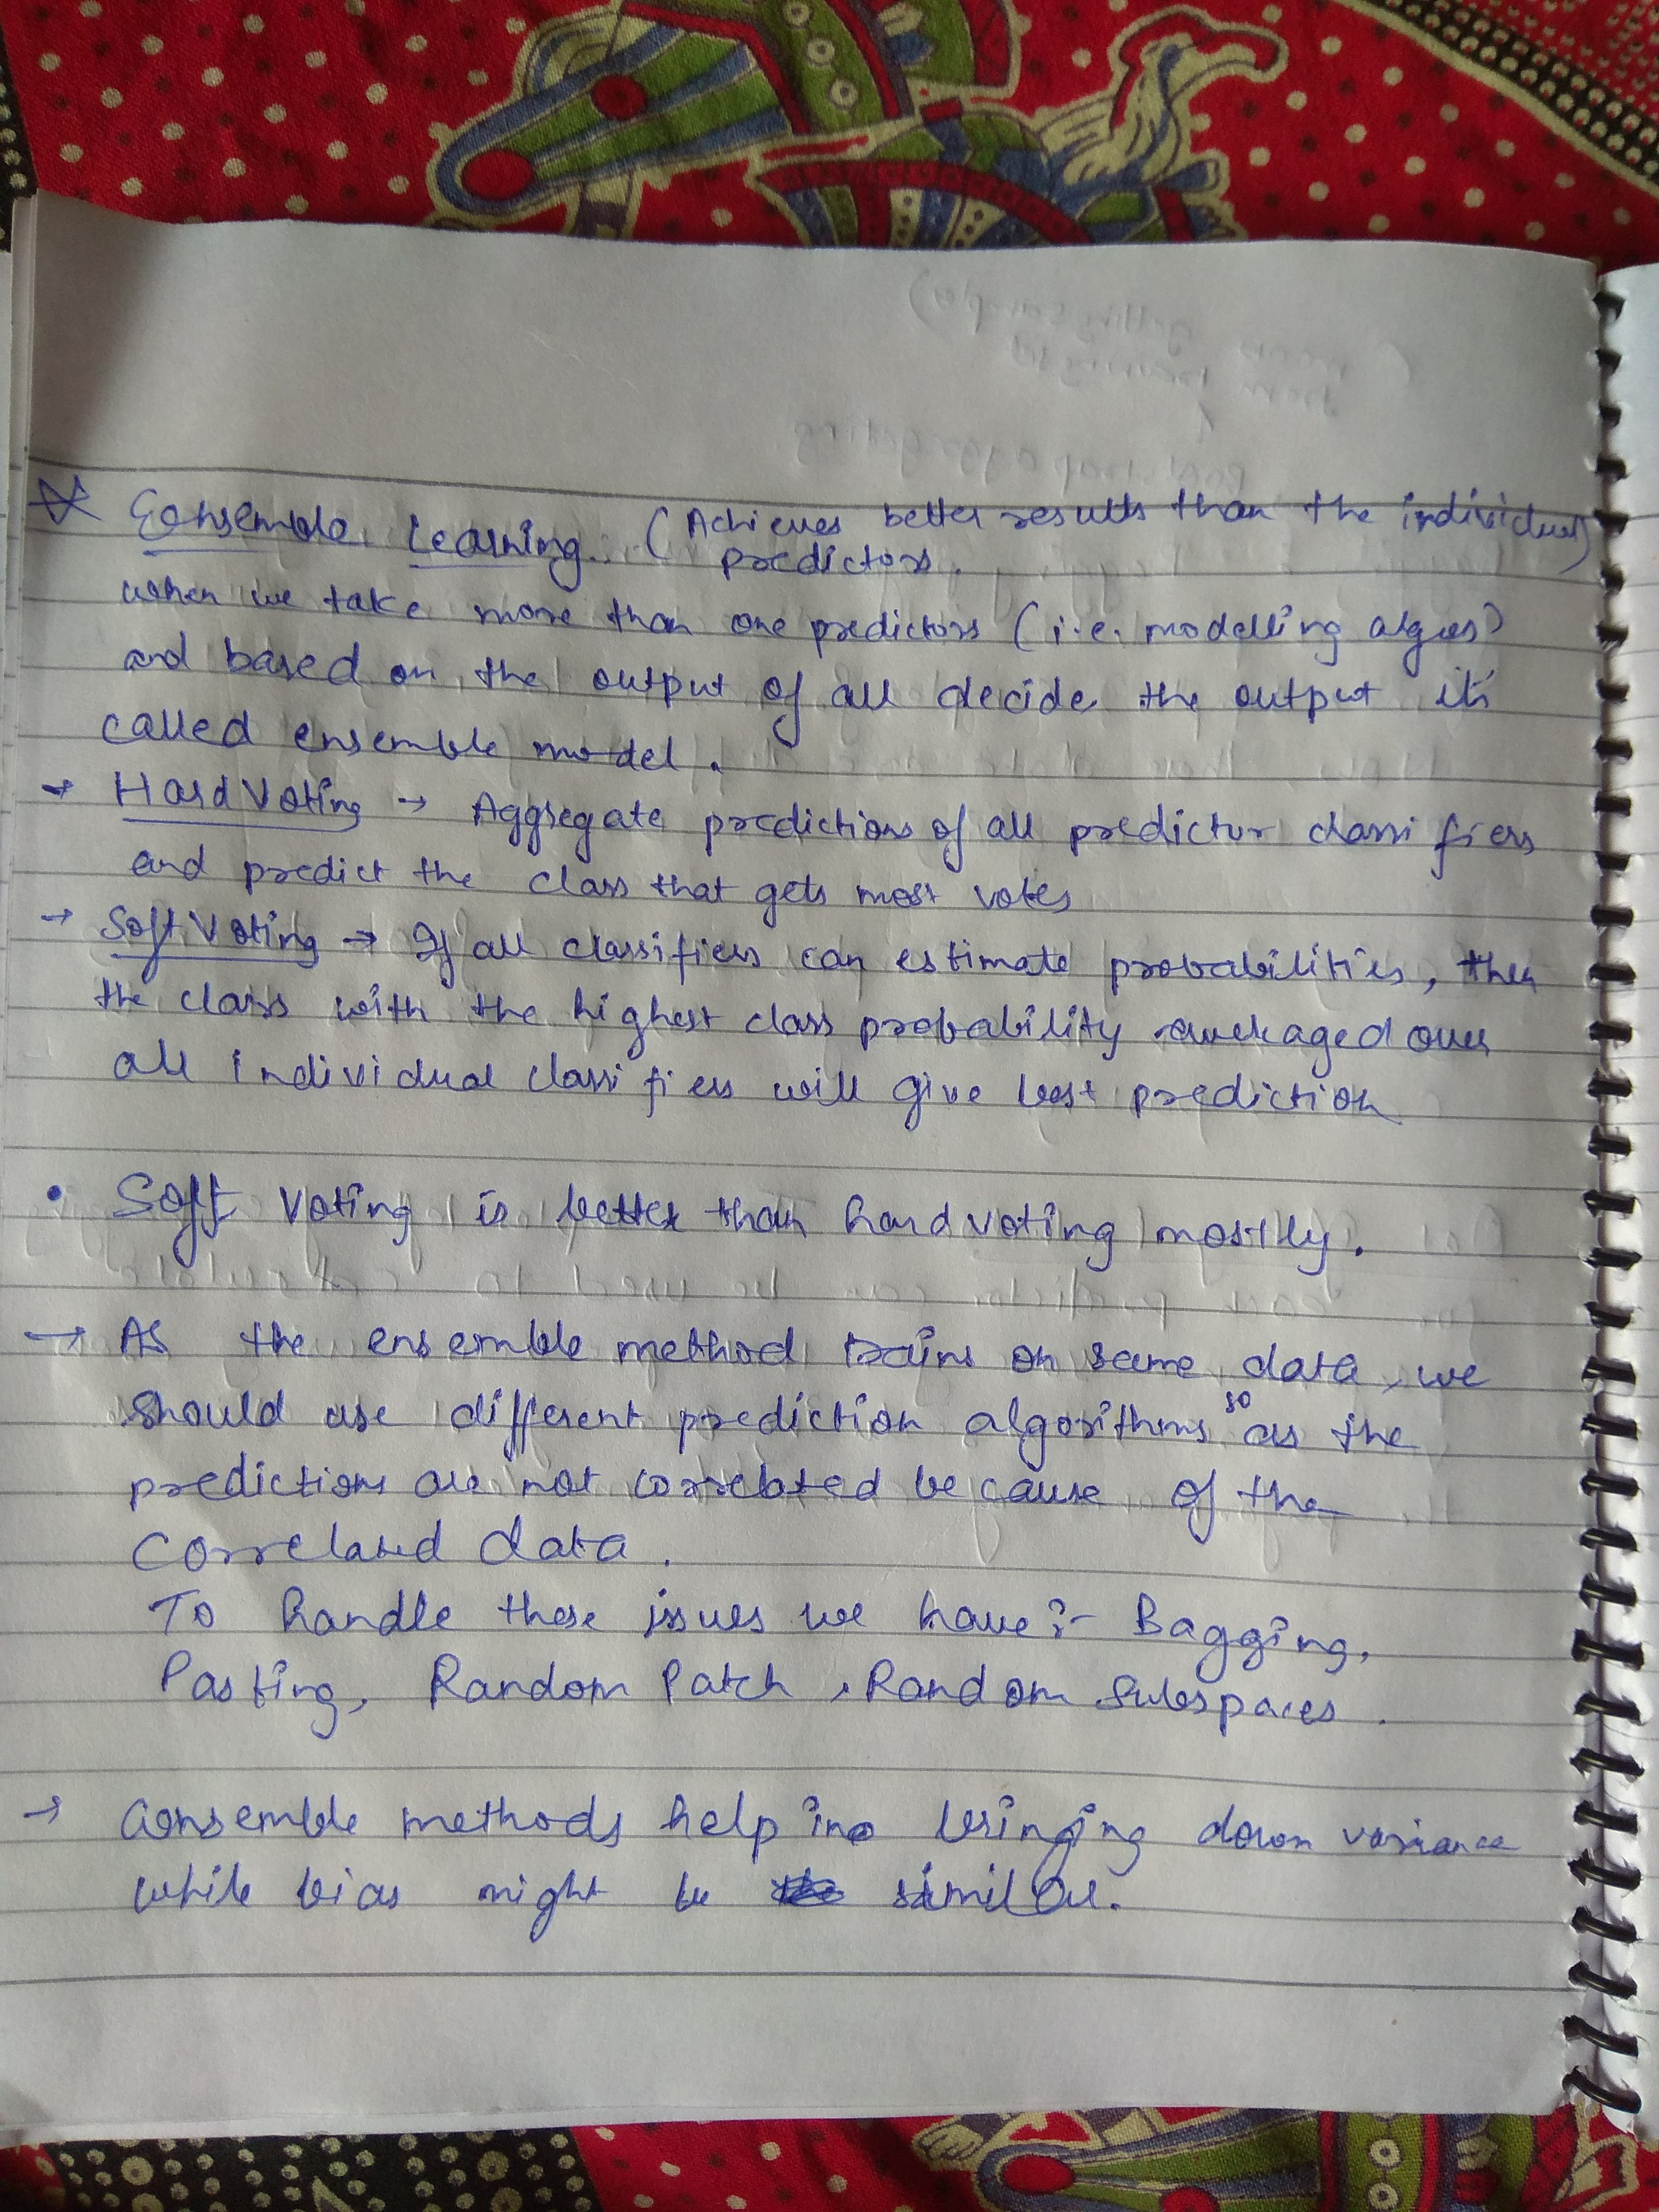 Ensemble Learning. (Achieves better results than the individual
predictors.)
when we take more than one predictors (i.e. modelling algos)
and based on the output of all decide the output it's
called ensemble model.
→ Hard Voting → Aggregate predictions of all predictor classifiers
and predict the class that gets most votes
→ Soft Voting → If all classifiers can estimate probabilities, then
the class with the highest class probability averaged over
all individual classifiers will give best prediction
• Soft Voting is better than hard voting mostly.
→ As the ensemble method trains on same data, we
should use different prediction algorithms so as the
predictions are not correlated because of the
correlated data.
To handle these issues we have:- Bagging,
Pasting, Random Patch, Random Subspaces.
→ Ensemble methods help in bringing down variance
while bias might be similar.